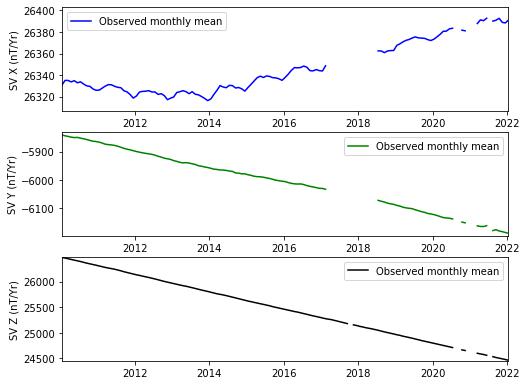 26400
26380
26360
26340
26320
SV X (nT/Yr)
Observed monthly mean
2012 2014 2016 2018 2020 2022
−5900
−6000
−6100
SV Y (nT/Yr)
Observed monthly mean
2012 2014 2016 2018 2020 2022
26000
25500
25000
24500
SV Z (nT/Yr)
Observed monthly mean
2012 2014 2016 2018 2020 2022